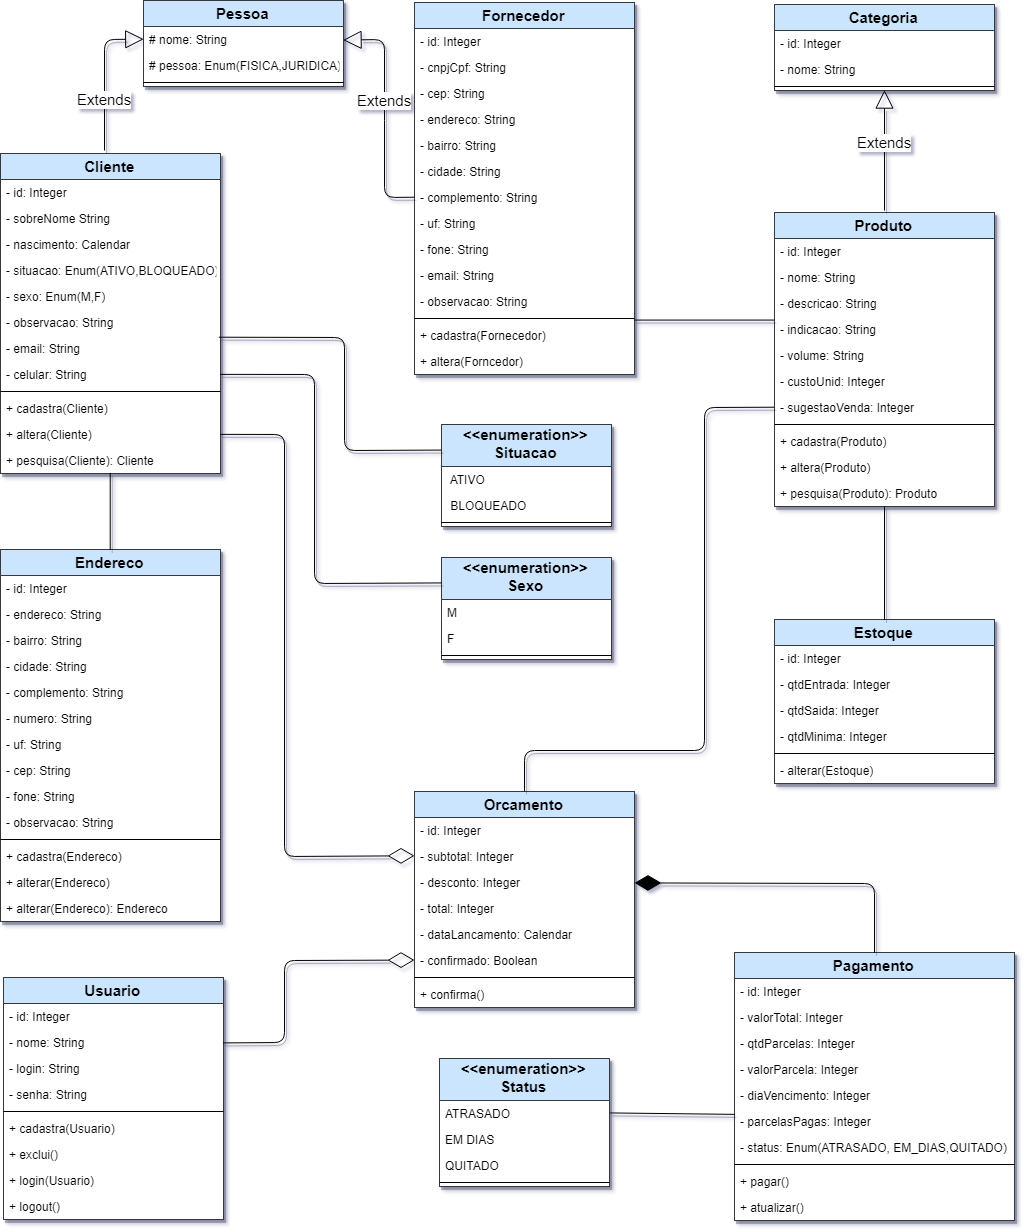 Pessoa
# nome: String
# pessoa: Enum(FISICA,JURIDICA)
Extends
Extends
Fornecedor
- id: Integer
- cnpjCpf: String
- cep: String
- endereco: String
- bairro: String
- cidade: String
- complemento: String
- uf: String
- fone: String
- email: String
- observacao: String
+ cadastra(Fornecedor)
+ altera(Forncedor)
Categoria
- id: Integer
- nome: String
Extends
Cliente
- id: Integer
- sobreNome String
- nascimento: Calendar
- situacao: Enum(ATIVO,BLOQUEADO)
- sexo: Enum(M,F)
- observacao: String
- email: String
- celular: String
+ cadastra(Cliente)
+ altera(Cliente)
+ pesquisa(Cliente): Cliente
Produto
- id: Integer
- nome: String
- descricao: String
- indicacao: String
- volume: String
- custoUnid: Integer
- sugestaoVenda: Integer
+ cadastra(Produto)
+ altera(Produto)
+ pesquisa(Produto): Produto
<<enumeration>>
Situacao
ATIVO
BLOQUEADO
<<enumeration>>
Sexo
M
F
Endereco
- id: Integer
- endereco: String
- bairro: String
- cidade: String
- complemento: String
- numero: String
- uf: String
- cep: String
- fone: String
- observacao: String
+ cadastra(Endereco)
+ alterar(Endereco)
+ alterar(Endereco): Endereco
Estoque
- id: Integer
- qtdEntrada: Integer
- qtdSaida: Integer
- qtdMinima: Integer
- alterar(Estoque)
Orcamento
- id: Integer
- subtotal: Integer
- desconto: Integer
- total: Integer
- dataLancamento: Calendar
- confirmado: Boolean
+ confirma()
Usuario
- id: Integer
- nome: String
- login: String
- senha: String
+ cadastra(Usuario)
+ exclui()
+ login(Usuario)
+ logout()
<<enumeration>>
Status
ATRASADO
EM DIAS
QUITADO
Pagamento
- id: Integer
- valorTotal: Integer
- qtdParcelas: Integer
- valorParcela: Integer
- diaVencimento: Integer
- parcelasPagas: Integer
- status: Enum(ATRASADO, EM_DIAS,QUITADO)
+ pagar()
+ atualizar()